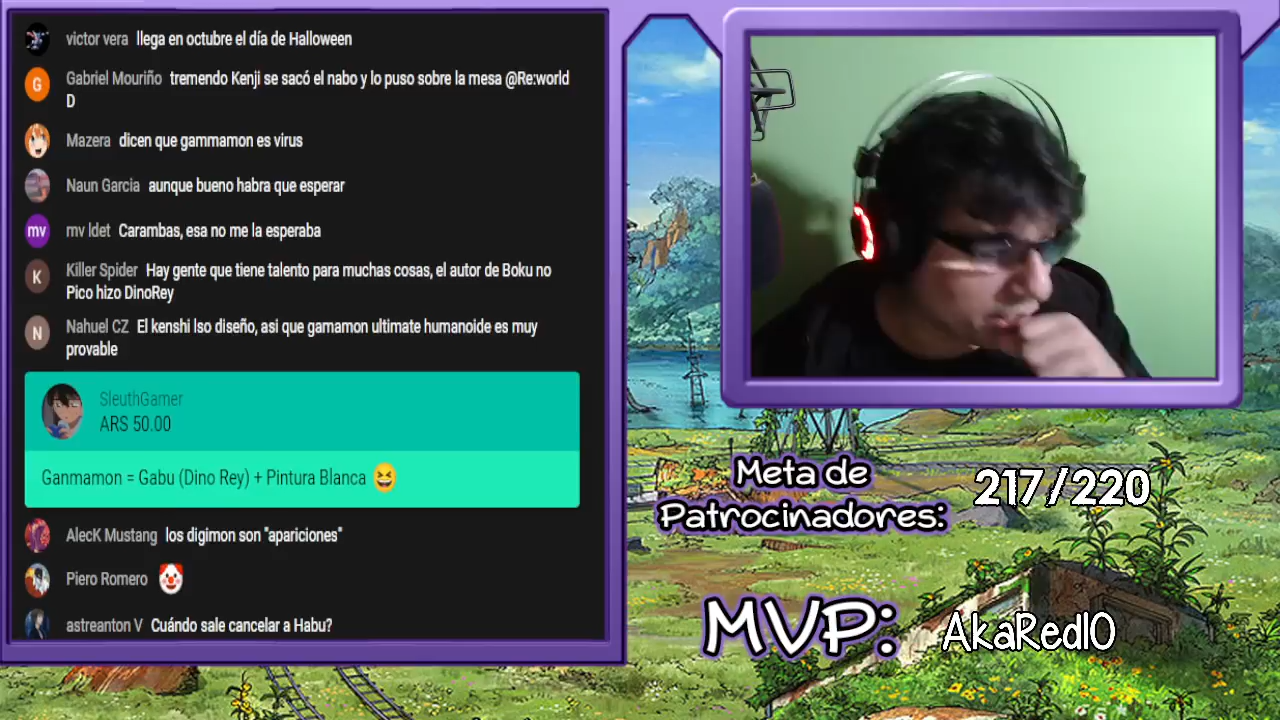 victor vera llega en octubre el día de Halloween
G
Gabriel Mouriño tremendo Kenji se sacó el nabo y lo puso sobre la mesa @Re:world
D
Mazera dicen que gammamon es virus
Naun Garcia aunque bueno habra que esperar
mv
mv ldet Carambas, esa no me la esperaba
K
Killer Spider Hay gente que tiene talento para muchas cosas, el autor de Boku no
Pico hizo DinoRey
N
Nahuel CZ El kenshi lso diseño, asi que gamamon ultimate humanoide es muy
provable
SleuthGamer
ARS 50.00
Ganmamon = Gabu (Dino Rey) + Pintura Blanca 😆
AlecK Mustang los digimon son "apariciones"
Piero Romero 🤡
astreanton V Cuándo sale cancelar a Habu?
Meta de
Patrocinadores:
217/220
MVP:
AkaRed10